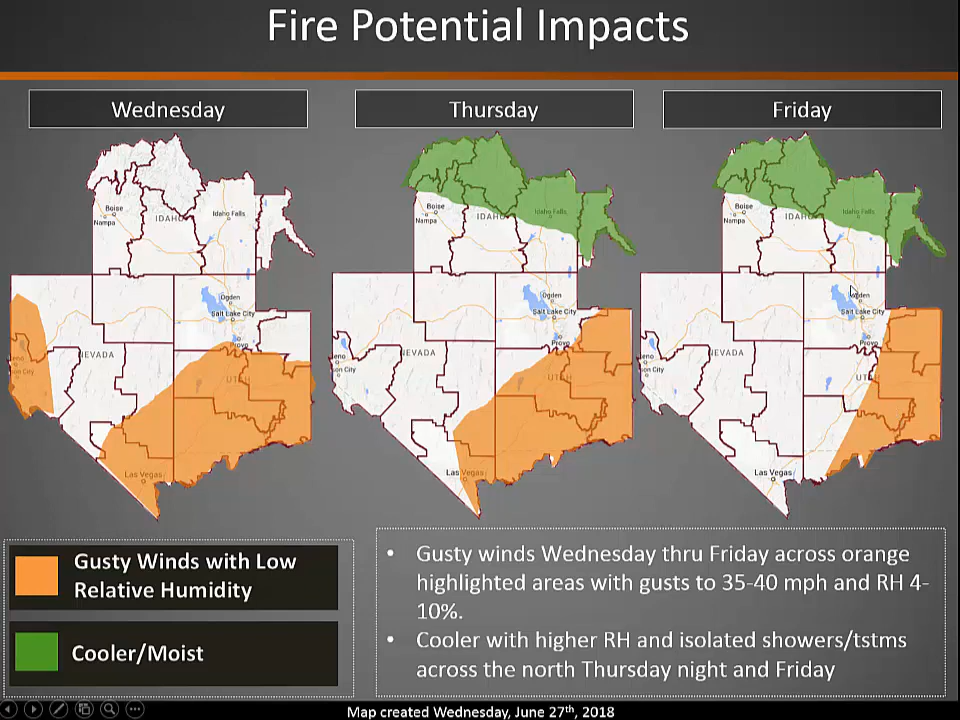 Fire Potential Impacts
Wednesday
Thursday
Friday
Boise
Nampa
IDAHO
Idaho Falls
Ogden
Salt Lake City
Provo
NEVADA
UTAH
Las Vegas
Boise
Nampa
IDAHO
Idaho Falls
Ogden
Salt Lake City
Provo
NEVADA
UTAH
Las Vegas
Boise
Nampa
IDAHO
Idaho Falls
Ogden
Salt Lake City
Provo
NEVADA
UT
Las Vegas
Gusty Winds with Low
Relative Humidity
Cooler/Moist
• Gusty winds Wednesday thru Friday across orange
highlighted areas with gusts to 35-40 mph and RH 4-
10%.
• Cooler with higher RH and isolated showers/tstms
across the north Thursday night and Friday
Map created Wednesday, June 27th, 2018